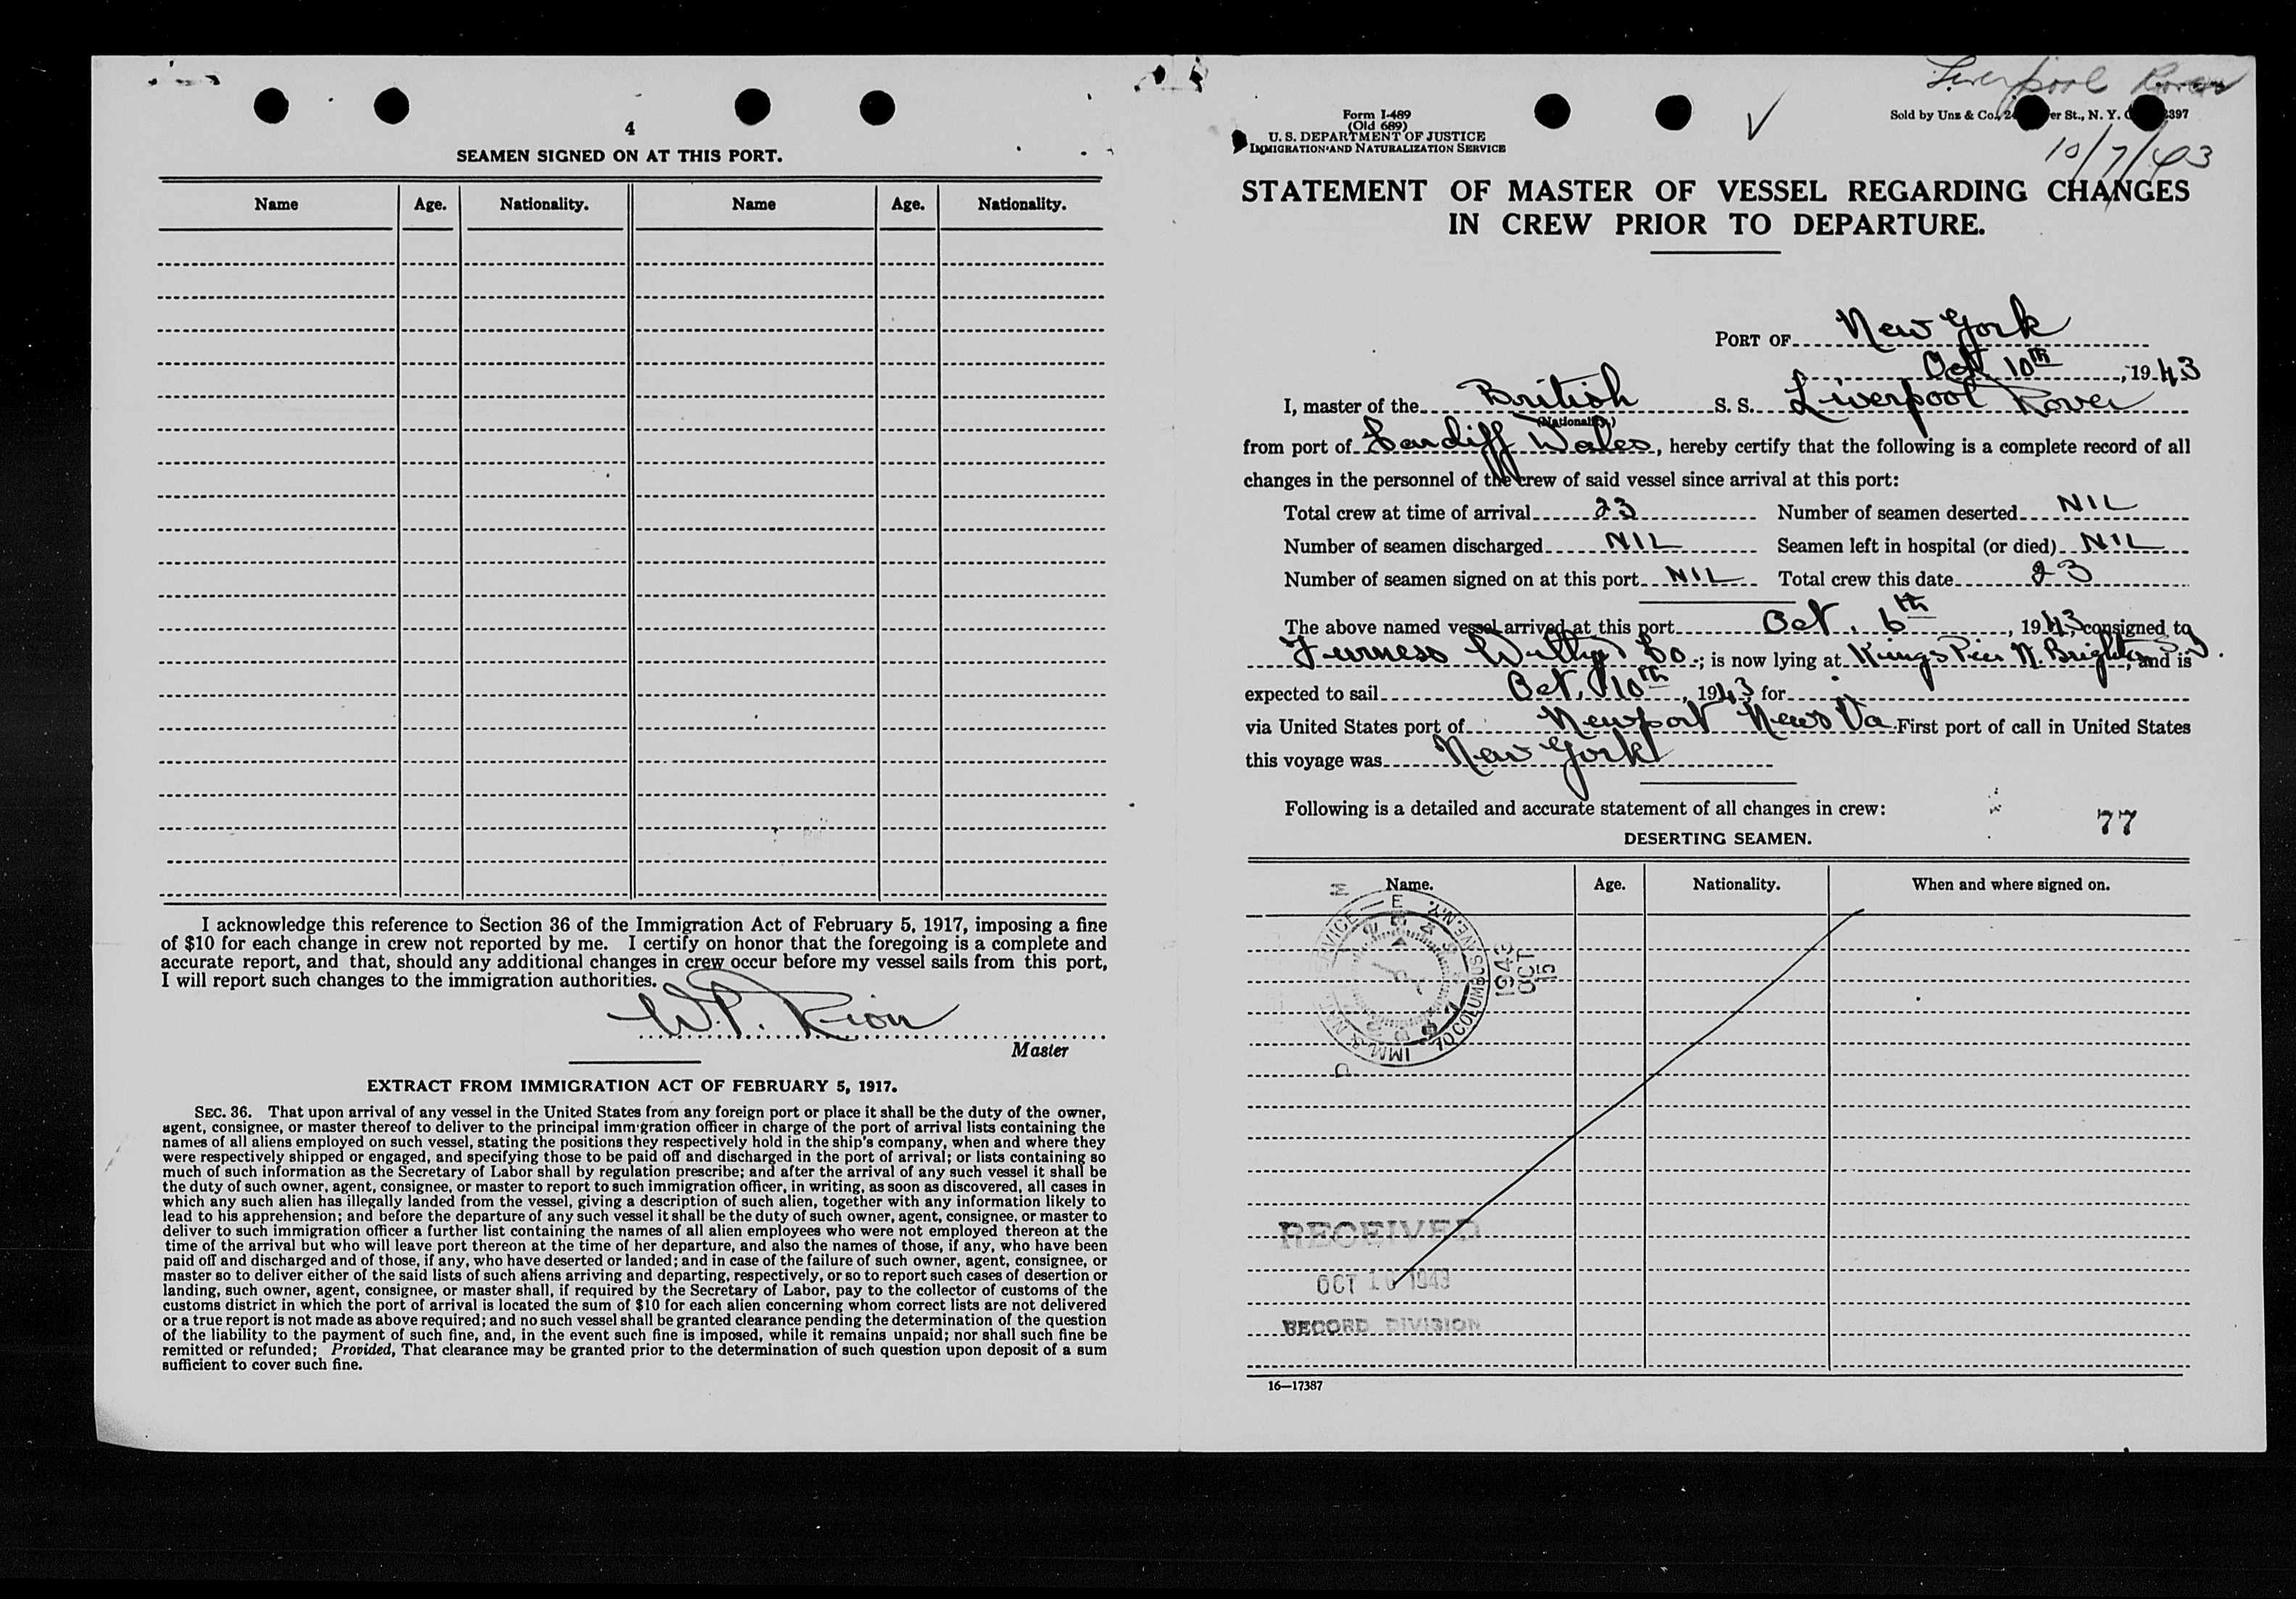 4
SEAMEN SIGNED ON AT THIS PORT.
Name Age. Nationality. Name Age. Nationality.
I acknowledge this reference to Section 36 of the Immigration Act of February 5, 1917, imposing a fine
of $10 for each change in crew not reported by me. I certify on honor that the foregoing is a complete and
accurate report, and that, should any additional changes in crew occur before my vessel sails from this port,
I will report such changes to the immigration authorities.
W.P. Rion
Master
EXTRACT FROM IMMIGRATION ACT OF FEBRUARY 5, 1917.
SEC. 36. That upon arrival of any vessel in the United States from any foreign port or place it shall be the duty of the owner,
agent, consignee, or master thereof to deliver to the principal immigration officer in charge of the port of arrival lists containing the
names of all aliens employed on such vessel, stating the positions they respectively hold in the ship's company, when and where they
were respectively shipped or engaged, and specifying those to be paid off and discharged in the port of arrival; or lists containing so
much of such information as the Secretary of Labor shall by regulation prescribe; and after the arrival of any such vessel it shall be
the duty of such owner, agent, consignee, or master to report to such immigration officer, in writing, as soon as discovered, all cases in
which any such alien has illegally landed from the vessel, giving a description of such alien, together with any information likely to
lead to his apprehension; and before the departure of any such vessel it shall be the duty of such owner, agent, consignee, or master to
deliver to such immigration officer a further list containing the names of all alien employees who were not employed thereon at the
time of the arrival but who will leave port thereon at the time of her departure, and also the names of those, if any, who have been
paid off and discharged and of those, if any, who have deserted or landed; and in case of the failure of such owner, agent, consignee, or
master so to deliver either of the said lists of such aliens arriving and departing, respectively, or so to report such cases of desertion or
landing, such owner, agent, consignee, or master shall, if required by the Secretary of Labor, pay to the collector of customs of the
customs district in which the port of arrival is located the sum of $10 for each alien concerning whom correct lists are not delivered
or a true report is not made as above required; and no such vessel shall be granted clearance pending the determination of the question
of the liability to the payment of such fine, and, in the event such fine is imposed, while it remains unpaid; nor shall such fine be
remitted or refunded; Provided, That clearance may be granted prior to the determination of such question upon deposit of a sum
sufficient to cover such fine.
Liverpool Rover
Form I-489
(Old 689)
U. S. DEPARTMENT OF JUSTICE
IMMIGRATION AND NATURALIZATION SERVICE
Sold by Unz & Co., 2 er St., N. Y. C 397
10/7/43
STATEMENT OF MASTER OF VESSEL REGARDING CHANGES
IN CREW PRIOR TO DEPARTURE.
PORT OF New York
Oct 10th, 1943
I, master of the British S. S. Liverpool Rover
(Nationality)
from port of Cardiff Wales, hereby certify that the following is a complete record of all
changes in the personnel of the crew of said vessel since arrival at this port:
Total crew at time of arrival 23 Number of seamen deserted NIL
Number of seamen discharged NIL Seamen left in hospital (or died) NIL
Number of seamen signed on at this port NIL Total crew this date 23
The above named vessel arrived at this port Oct. 6th, 1943, consigned to
Furness Withy Co.; is now lying at Kings Pier N. Brighton S I., and is
expected to sail Oct. 10th, 1943 for
via United States port of Newport News Va. First port of call in United States
this voyage was New York
Following is a detailed and accurate statement of all changes in crew:
77
DESERTING SEAMEN.
Name. Age. Nationality. When and where signed on.
1943
OCT
15
70 COLUMBUS AVE. N.Y.
IMM. &
RECEIVED
OCT 10 1943
RECORD DIVISION
16—17387